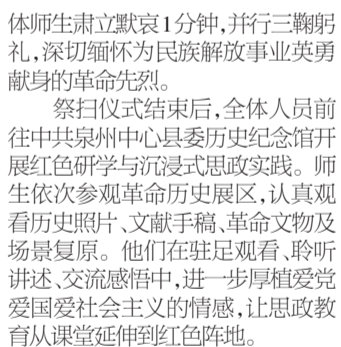 体师生肃立默哀1分钟,并行三鞠躬
礼,深切缅怀为民族解放事业英勇
献身的革命先烈。
祭扫仪式结束后,全体人员前
往中共泉州中心县委历史纪念馆开
展红色研学与沉浸式思政实践。师
生依次参观革命历史展区,认真观
看历史照片、文献手稿、革命文物及
场景复原。他们在驻足观看、聆听
讲述、交流感悟中,进一步厚植爱党
爱国爱社会主义的情感,让思政教
育从课堂延伸到红色阵地。